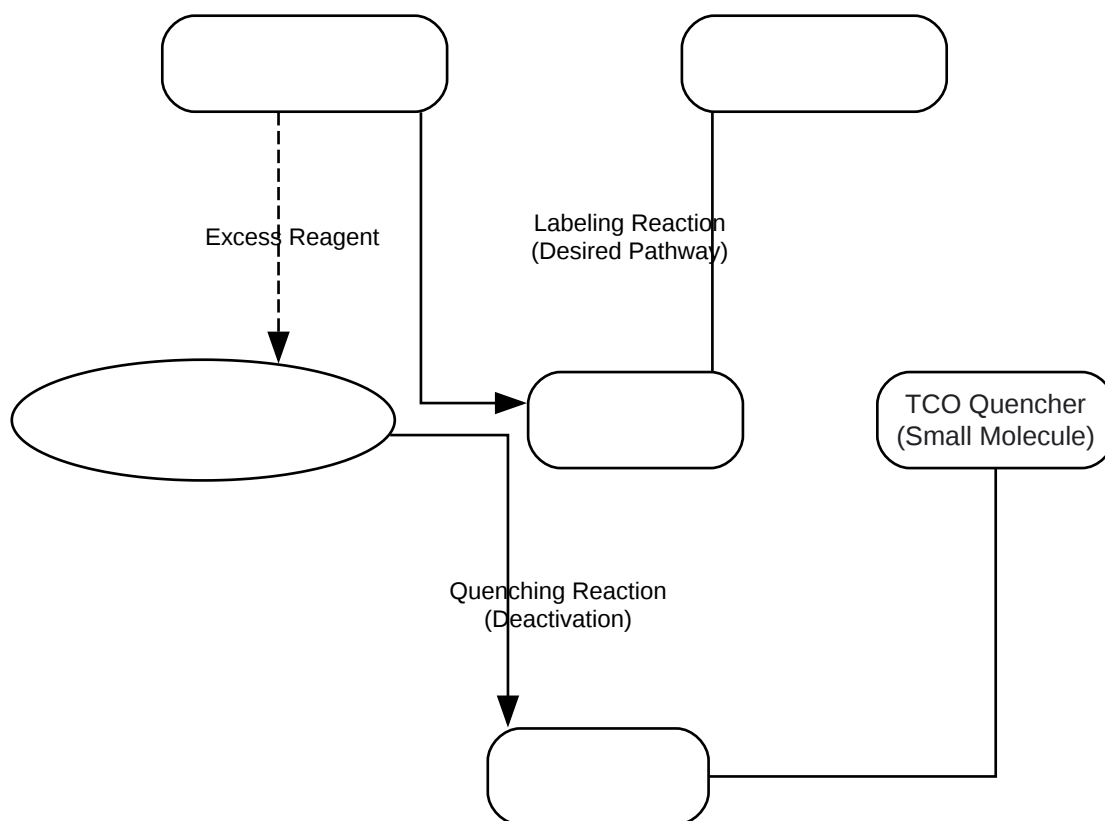 Excess Reagent
Labeling Reaction
(Desired Pathway)
TCO Quencher
(Small Molecule)
Quenching Reaction
(Deactivation)